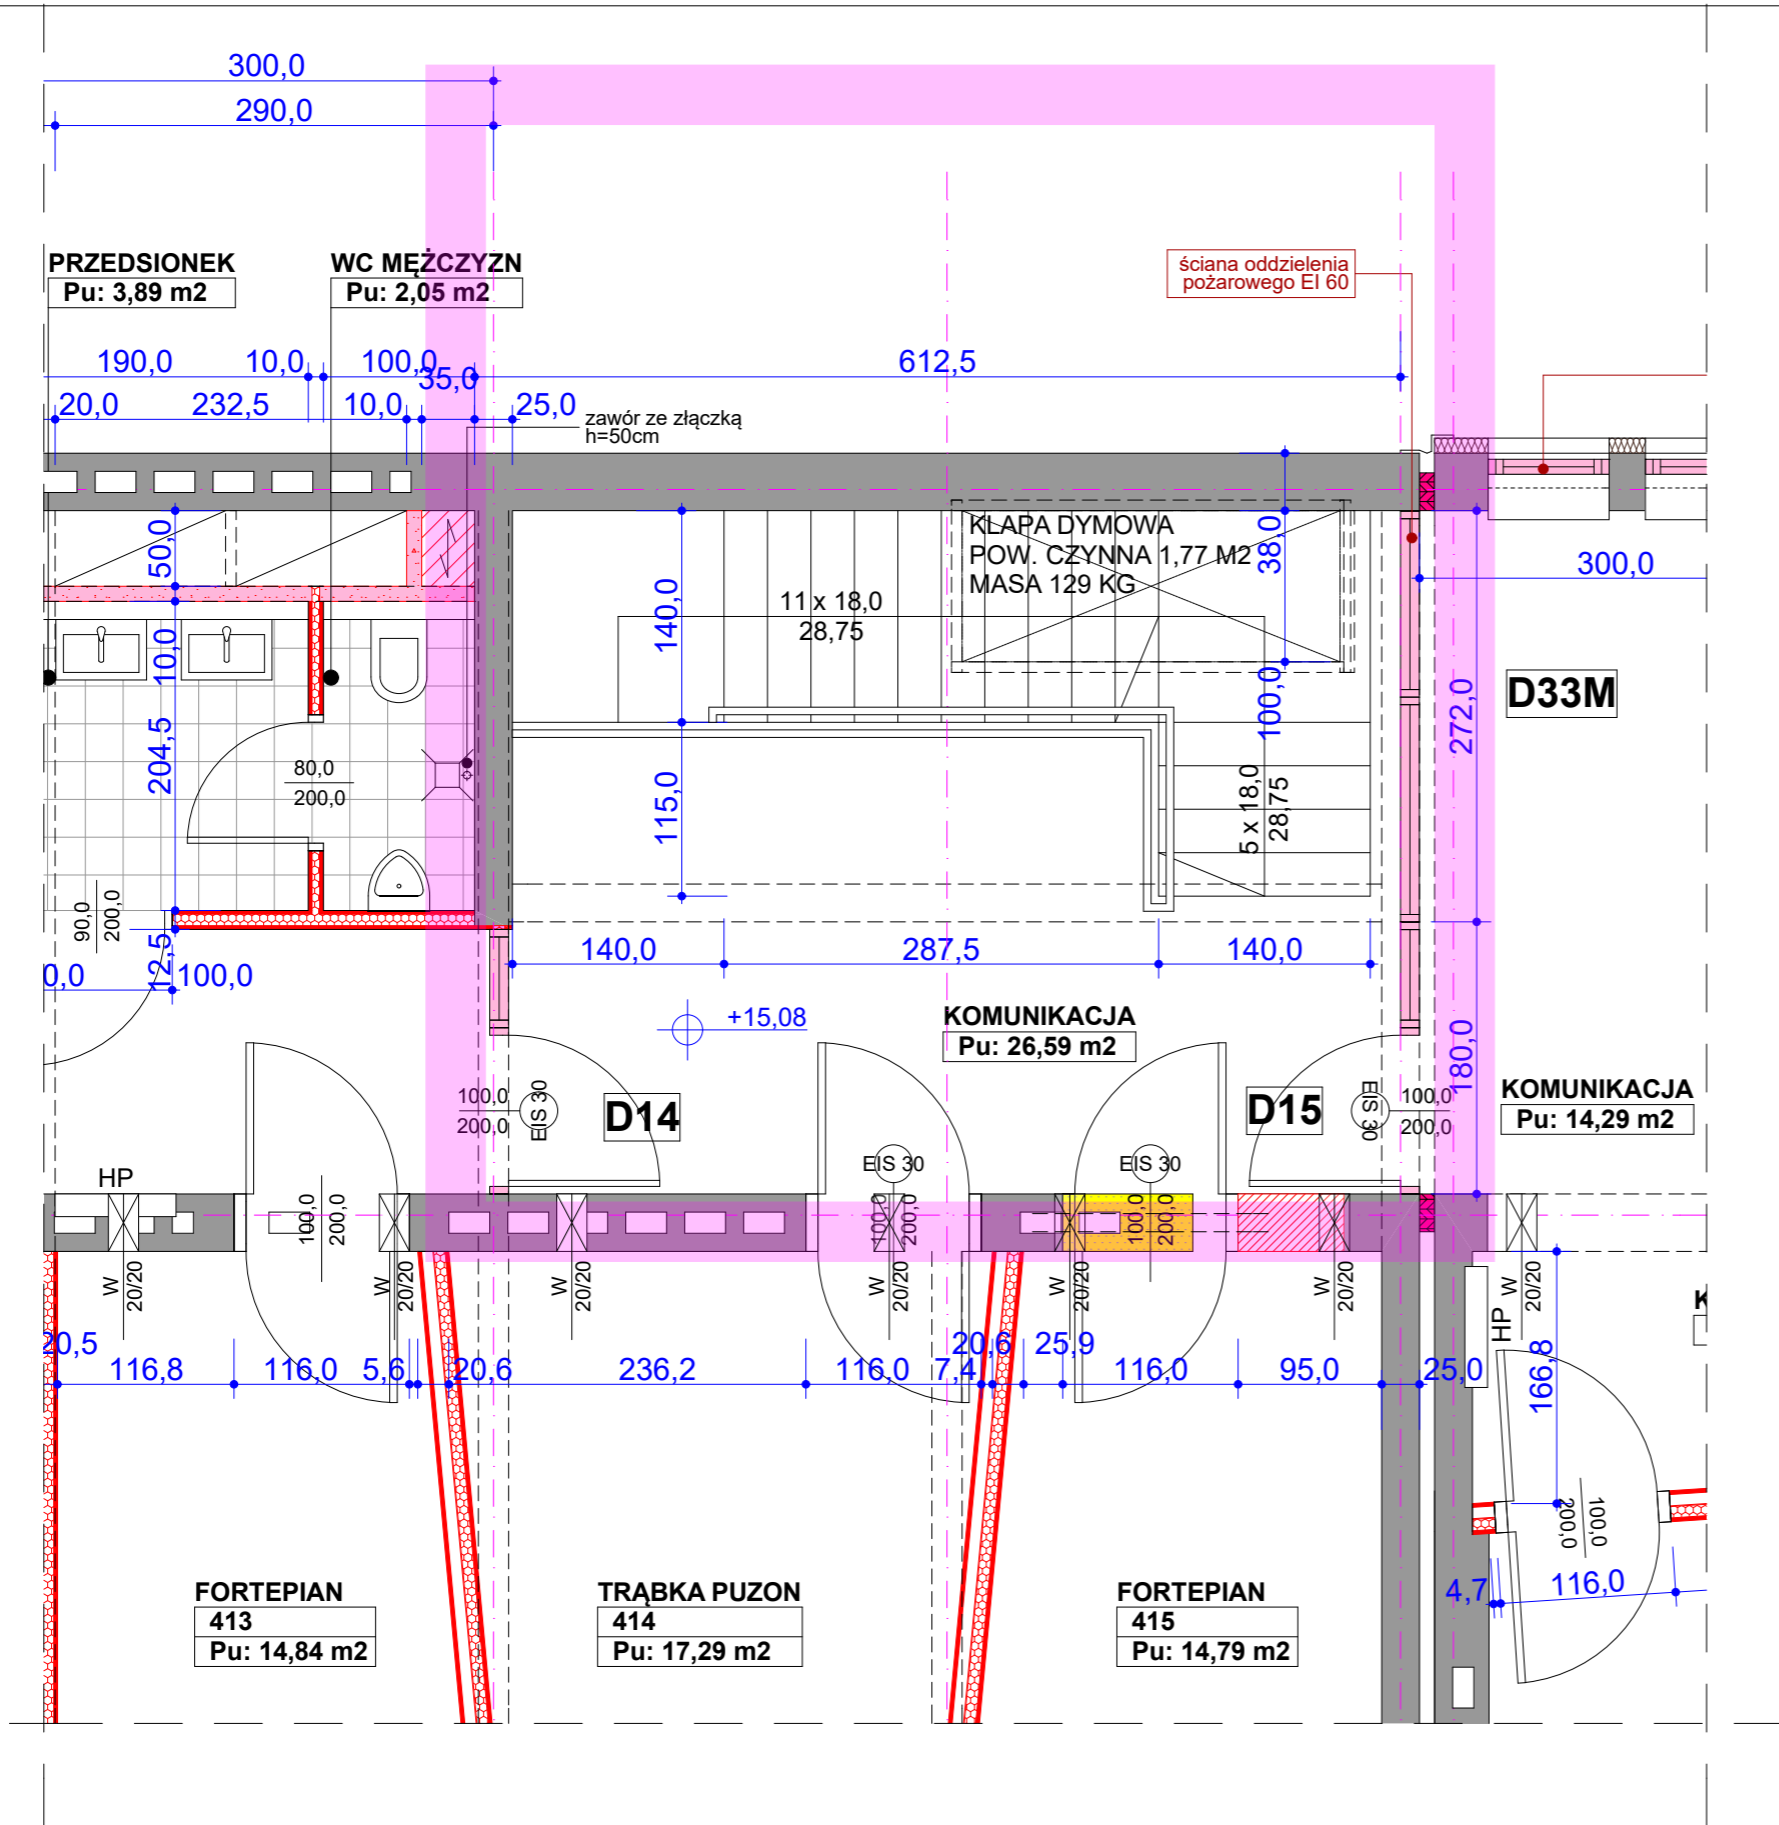 300,0
290,0
PRZEDSIONEK
Pu: 3,89 m2
WC MĘŻCZYZN
Pu: 2,05 m2
ściana oddzielenia
pożarowego EI 60
190,0
10,0
100,0
35,0
612,5
20,0
232,5
10,0
25,0
zawór ze złączką
h=50cm
50,0
10,0
204,5
12,5
140,0
115,0
11 x 18,0
28,75
KLAPA DYMOWA
POW. CZYNNA 1,77 M2
MASA 129 KG
38,0
100,0
300,0
272,0
D33M
80,0
200,0
5 x 18,0
28,75
90,0
200,0
0,0
100,0
140,0
287,5
140,0
+15,08
KOMUNIKACJA
Pu: 26,59 m2
180,0
100,0
200,0
EIS 30
D14
D15
EIS 30
100,0
200,0
KOMUNIKACJA
Pu: 14,29 m2
HP
EIS 30
EIS 30
100,0
200,0
100,0
200,0
100,0
200,0
W
20/20
W
20/20
W
20/20
W
20/20
W
20/20
W
20/20
HP
W
20/20
K
20,5
116,8
116,0
5,6
20,6
236,2
116,0
7,4
20,6
25,9
116,0
95,0
25,0
166,8
100,0
200,0
4,7
116,0
FORTEPIAN
413
Pu: 14,84 m2
TRĄBKA PUZON
414
Pu: 17,29 m2
FORTEPIAN
415
Pu: 14,79 m2